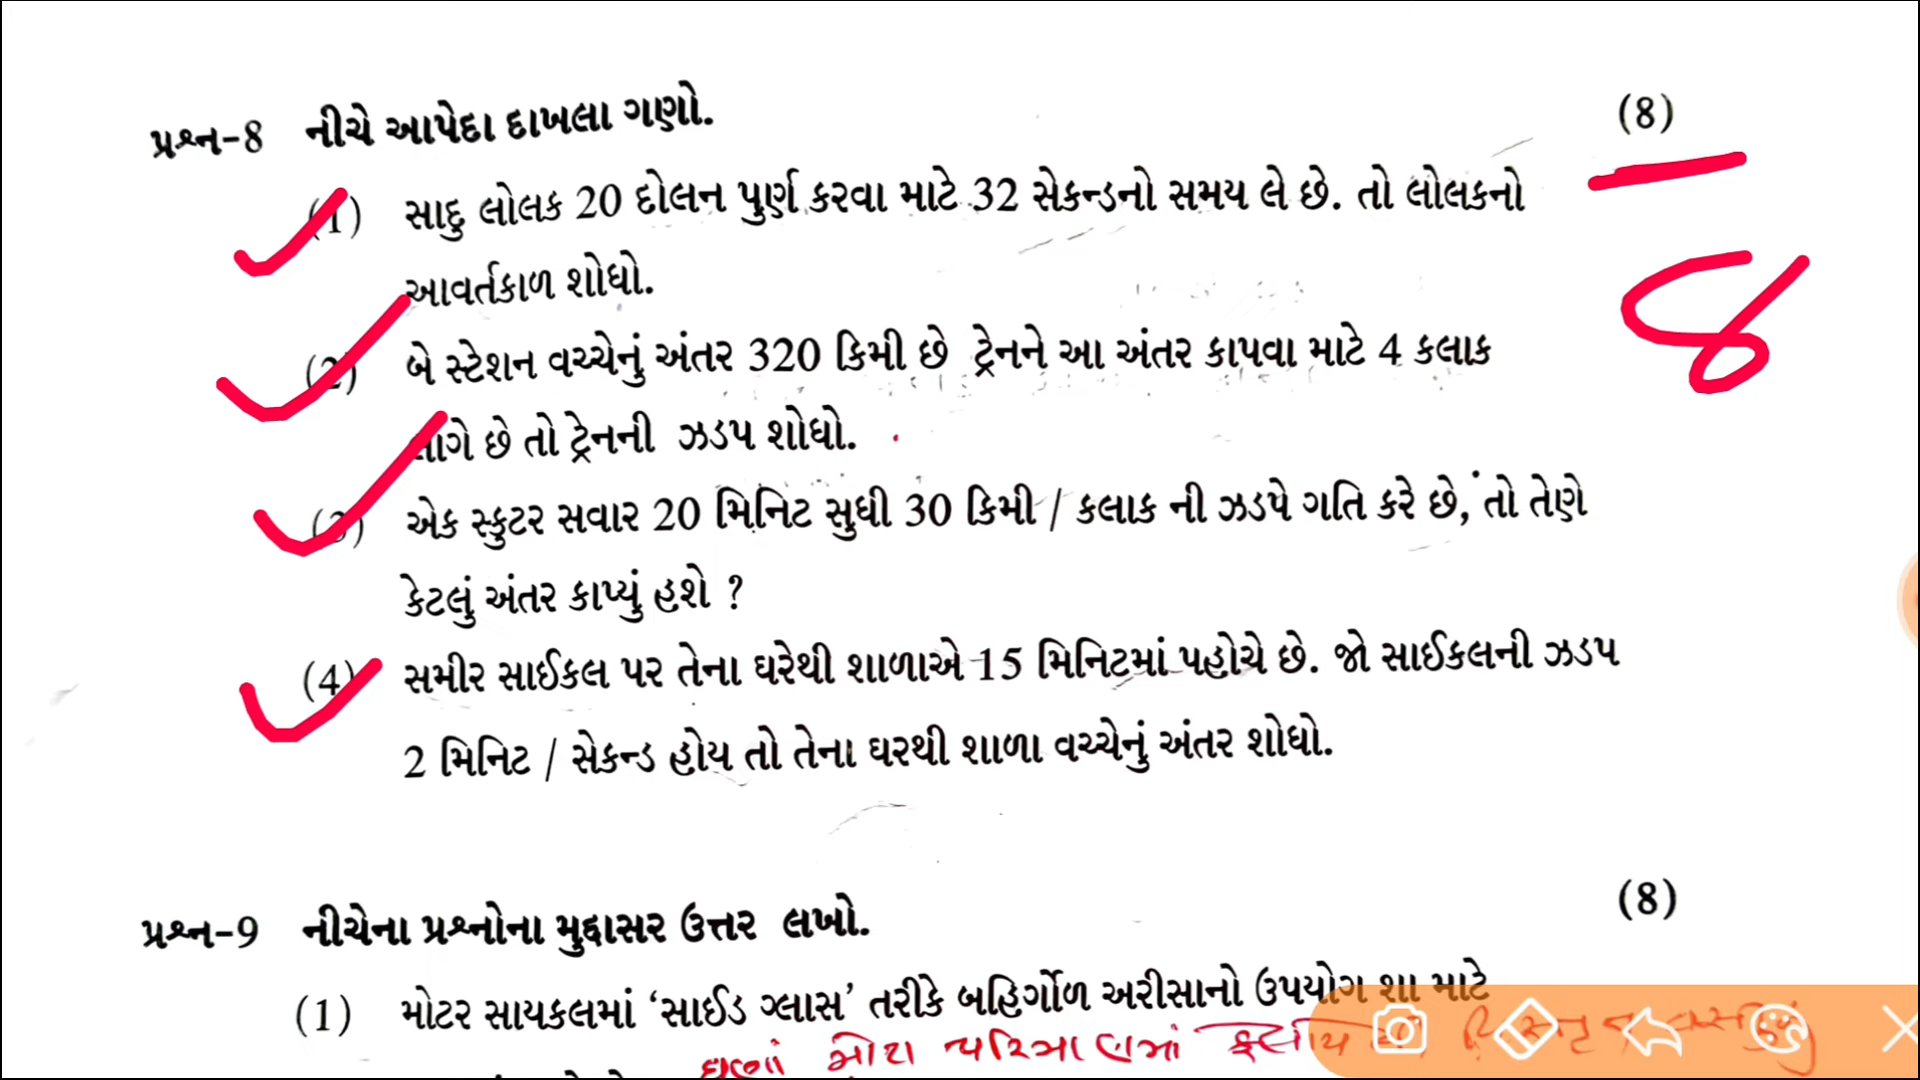 પ્રશ્ન-8 નીચે આપેદા દાખલા ગણો. (8)
(1) સાદુ લોલક 20 દોલન પુર્ણ કરવા માટે 32 સેકન્ડનો સમય લે છે. તો લોલકનો
આવર્તકાળ શોધો.
8
(2) બે સ્ટેશન વચ્ચેનું અંતર 320 કિમી છે ટ્રેનને આ અંતર કાપવા માટે 4 કલાક
લાગે છે તો ટ્રેનની ઝડપ શોધો.
(3) એક સ્કુટર સવાર 20 મિનિટ સુધી 30 કિમી / કલાક ની ઝડપે ગતિ કરે છે, તો તેણે
કેટલું અંતર કાપ્યું હશે ?
(4) સમીર સાઈકલ પર તેના ઘરેથી શાળાએ 15 મિનિટમાં પહોચે છે. જો સાઈકલની ઝડપ
2 મિનિટ / સેકન્ડ હોય તો તેના ઘરથી શાળા વચ્ચેનું અંતર શોધો.
પ્રશ્ન-9 નીચેના પ્રશ્નોના મુદ્દાસર ઉત્તર લખો. (8)
(1) મોટર સાયકલમાં ‘સાઈડ ગ્લાસ’ તરીકે બહિર્ગોળ અરીસાનો ઉપયોગ શા માટે
ઘણાં મોટા